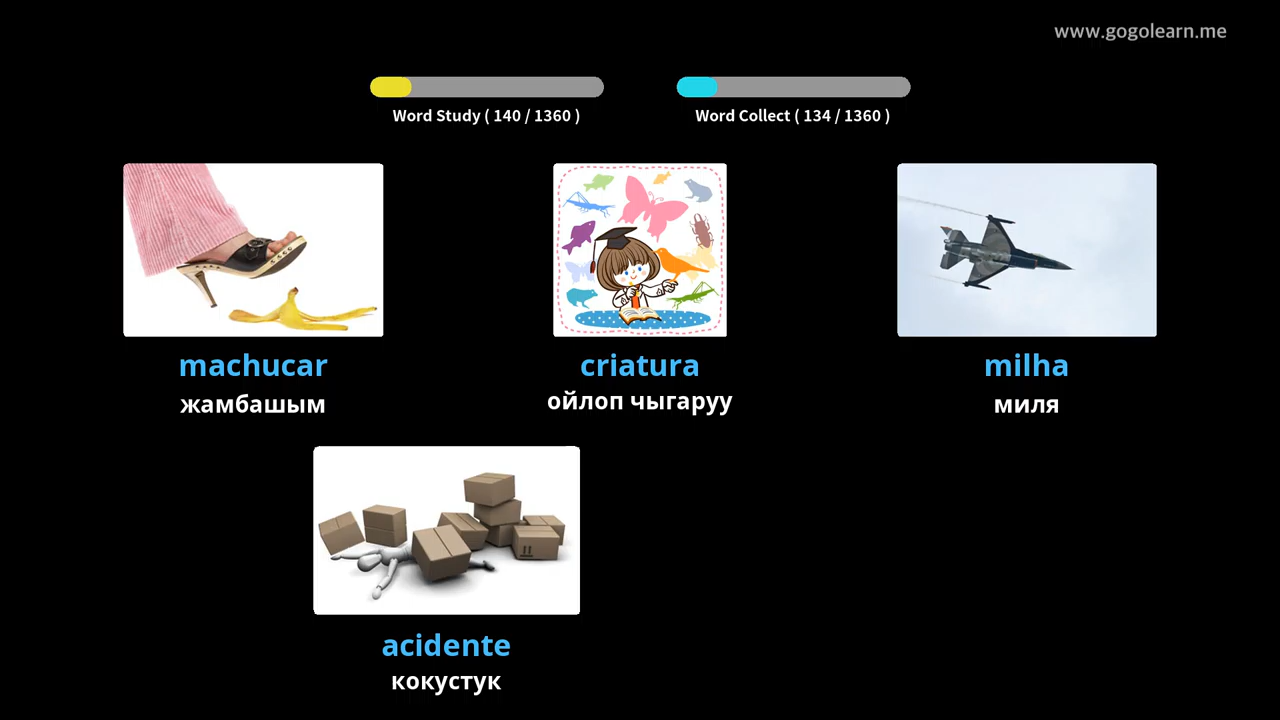 www.gogolearn.me
Word Study ( 140 / 1360 )
Word Collect ( 134 / 1360 )
machucar
жамбашым
criatura
ойлоп чыгаруу
milha
миля
acidente
кокустук